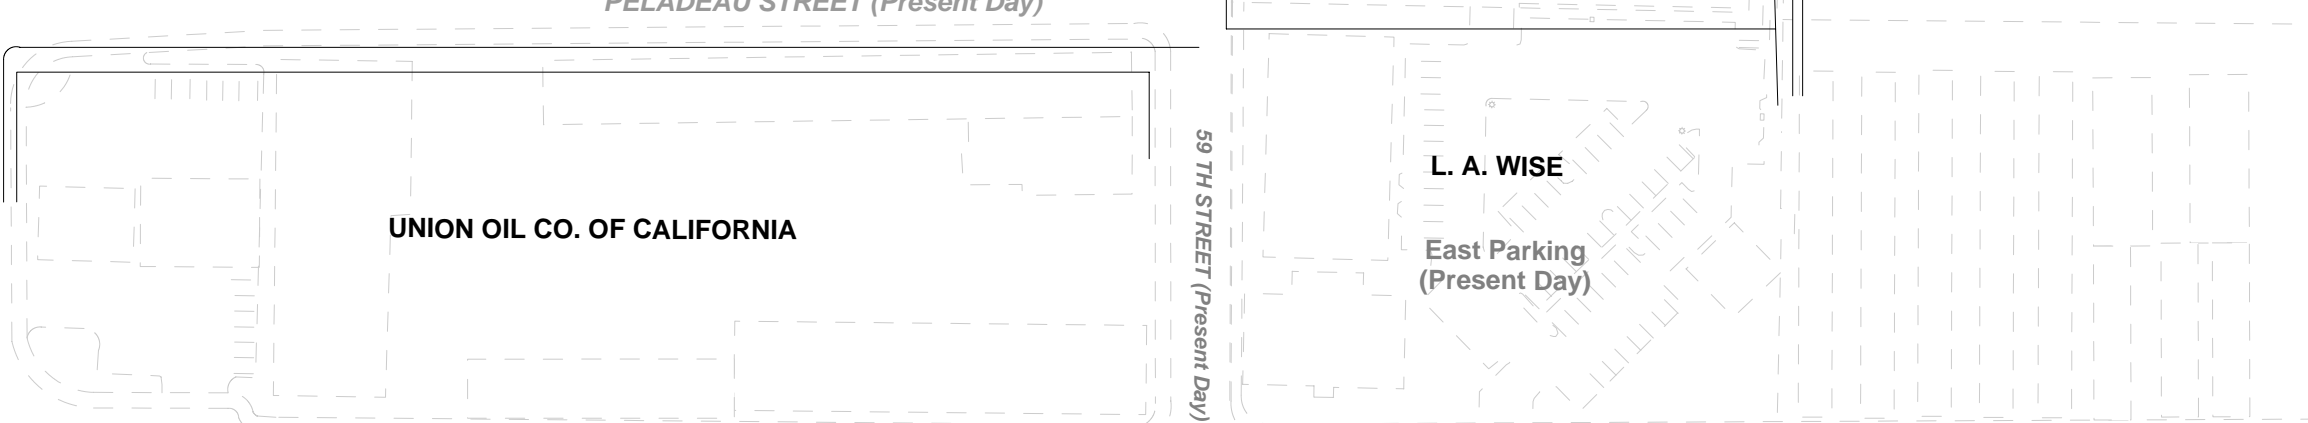 PELADEAU STREET (Present Day)
UNION OIL CO. OF CALIFORNIA
59 TH STREET (Present Day)
L. A. WISE
East Parking
(Present Day)